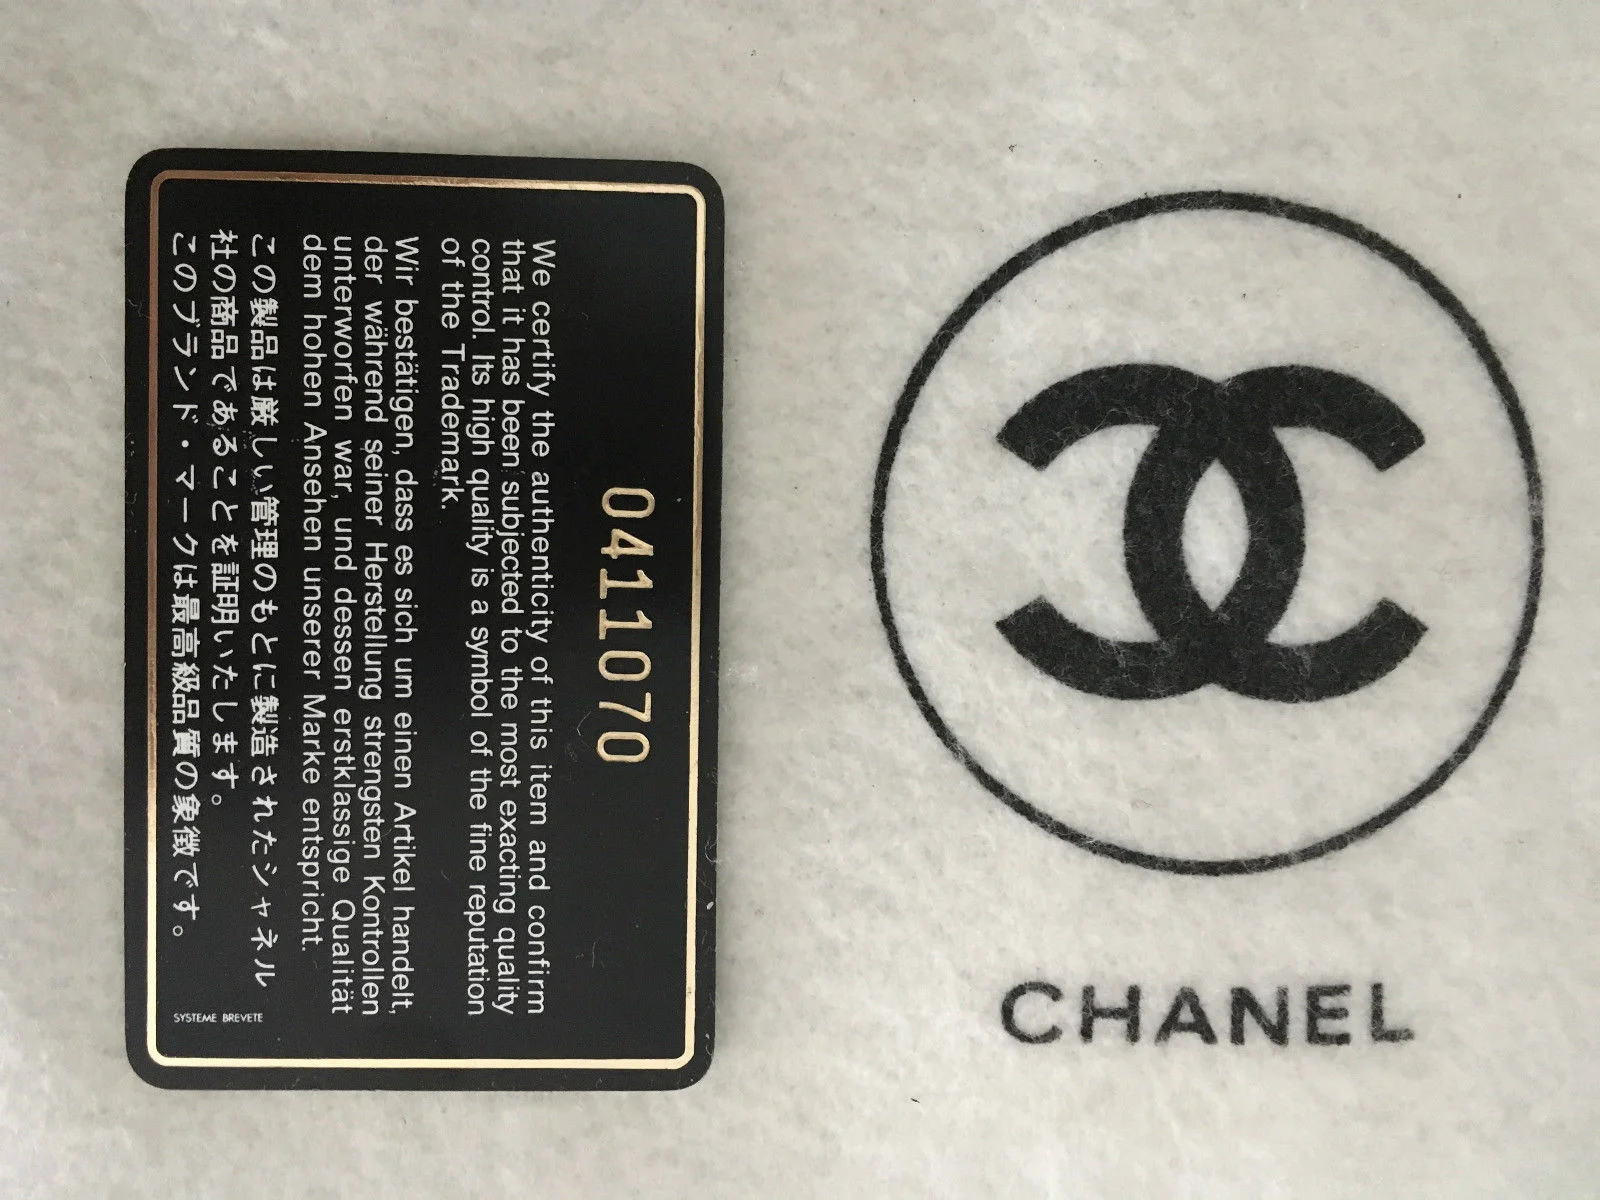 0411070
We certify the authenticity of this item and confirm
that it has been subjected to the most exacting quality
control. Its high quality is a symbol of the fine reputation
of the Trademark.
Wir bestätigen, dass es sich um einen Artikel handelt,
der während seiner Herstellung strengsten Kontrollen
unterworfen war, und dessen erstklassige Qualität
dem hohen Ansehen unserer Marke entspricht.
この製品は厳しい管理のもとに製造されたシャネル
社の商品であることを証明いたします。
このブランド・マークは最高級品質の象徴です。
SYSTEME BREVETE
CHANEL